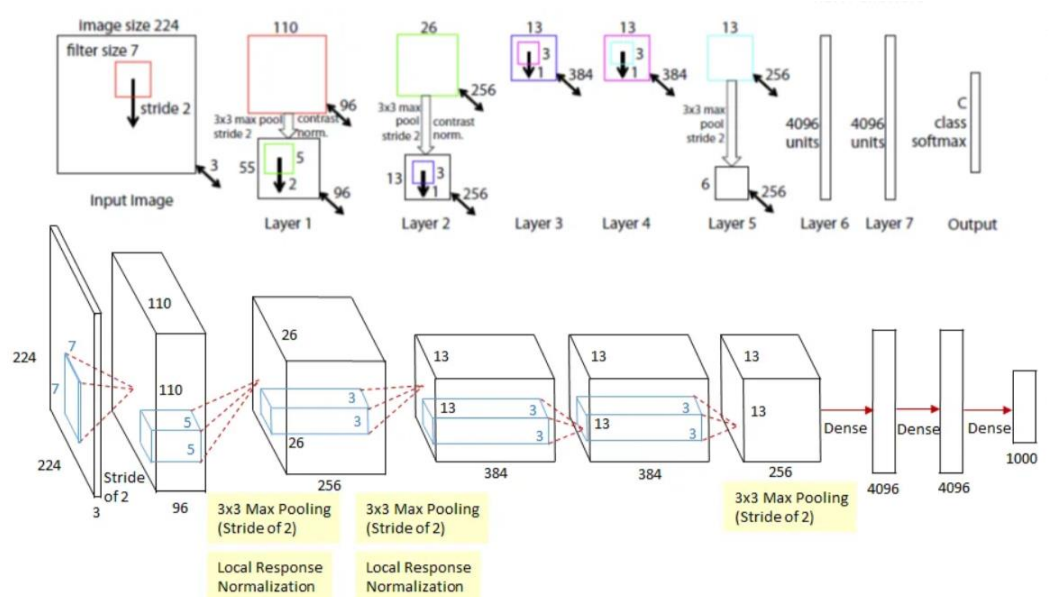 Image size 224
filter size 7
stride 2
3
Input Image
110
96
3x3 max pool
stride 2
contrast
norm.
55
5
2
96
Layer 1
26
256
3x3 max
pool
stride 2
contrast
norm.
13
3
1
256
Layer 2
13
3
1
384
Layer 3
13
3
1
384
Layer 4
13
256
3x3 max
pool
stride 2
6
256
Layer 5
4096
units
Layer 6
4096
units
Layer 7
C
class
softmax
Output
224
7
7
224
Stride
of 2
3
110
110
5
5
96
26
3
3
26
256
13
13
3
3
384
13
3
13
3
384
13
13
256
Dense
4096
Dense
4096
Dense
1000
3x3 Max Pooling
(Stride of 2)
Local Response
Normalization
3x3 Max Pooling
(Stride of 2)
Local Response
Normalization
3x3 Max Pooling
(Stride of 2)